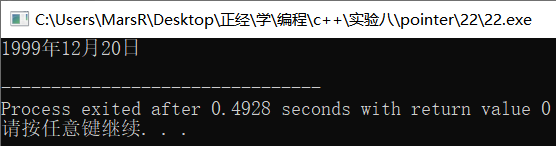 C:\Users\MarsR\Desktop\正经\学\编程\c++\实验八\pointer\22\22.exe
1999年12月20日
--------------------------------
Process exited after 0.4928 seconds with return value 0
请按任意键继续. . .